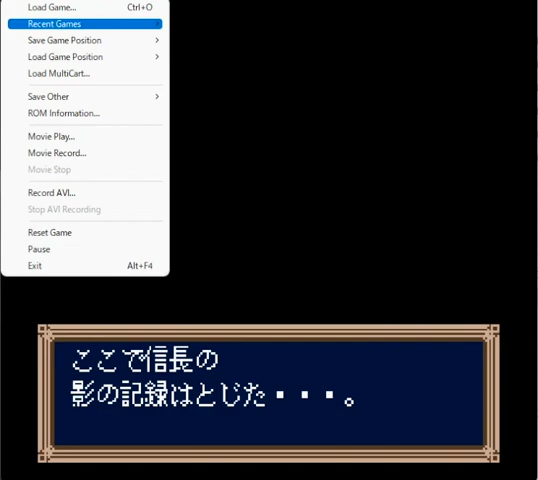 Load Game... Ctrl+O
Recent Games
Save Game Position
Load Game Position
Load MultiCart...
Save Other
ROM Information...
Movie Play...
Movie Record...
Movie Stop
Record AVI...
Stop AVI Recording
Reset Game
Pause
Exit Alt+F4
ここで信長の
影の記録はとじた・・・。